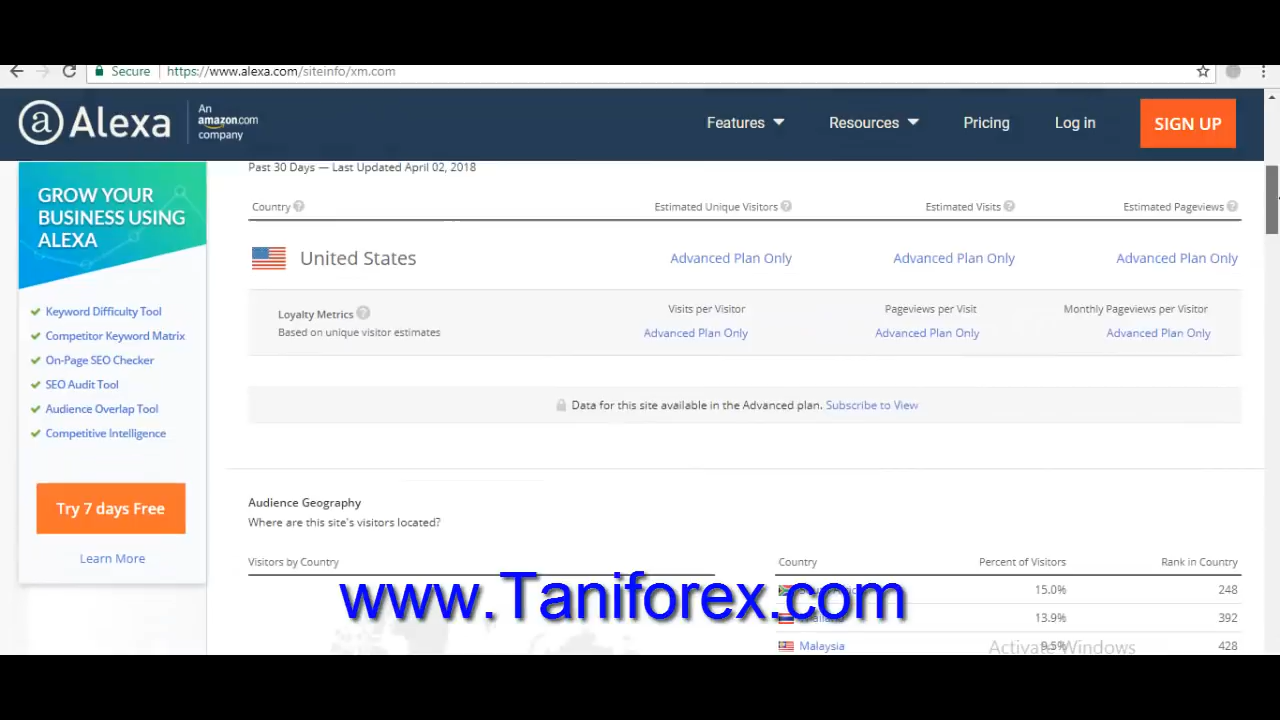 Secure https://www.alexa.com/siteinfo/xm.com
a Alexa An amazon.com company
Features Resources Pricing Log in SIGN UP
Past 30 Days — Last Updated April 02, 2018
GROW YOUR
BUSINESS USING
ALEXA
Keyword Difficulty Tool
Competitor Keyword Matrix
On-Page SEO Checker
SEO Audit Tool
Audience Overlap Tool
Competitive Intelligence
Try 7 days Free
Learn More
Country ? Estimated Unique Visitors ? Estimated Visits ? Estimated Pageviews ?
United States Advanced Plan Only Advanced Plan Only Advanced Plan Only
Loyalty Metrics ? Visits per Visitor Pageviews per Visit Monthly Pageviews per Visitor
Based on unique visitor estimates Advanced Plan Only Advanced Plan Only Advanced Plan Only
Data for this site available in the Advanced plan. Subscribe to View
Audience Geography
Where are this site's visitors located?
Visitors by Country Country Percent of Visitors Rank in Country
15.0% 248
www.Taniforex.com
Thailand 13.9% 392
Malaysia 9.5% 428
Activate Windows